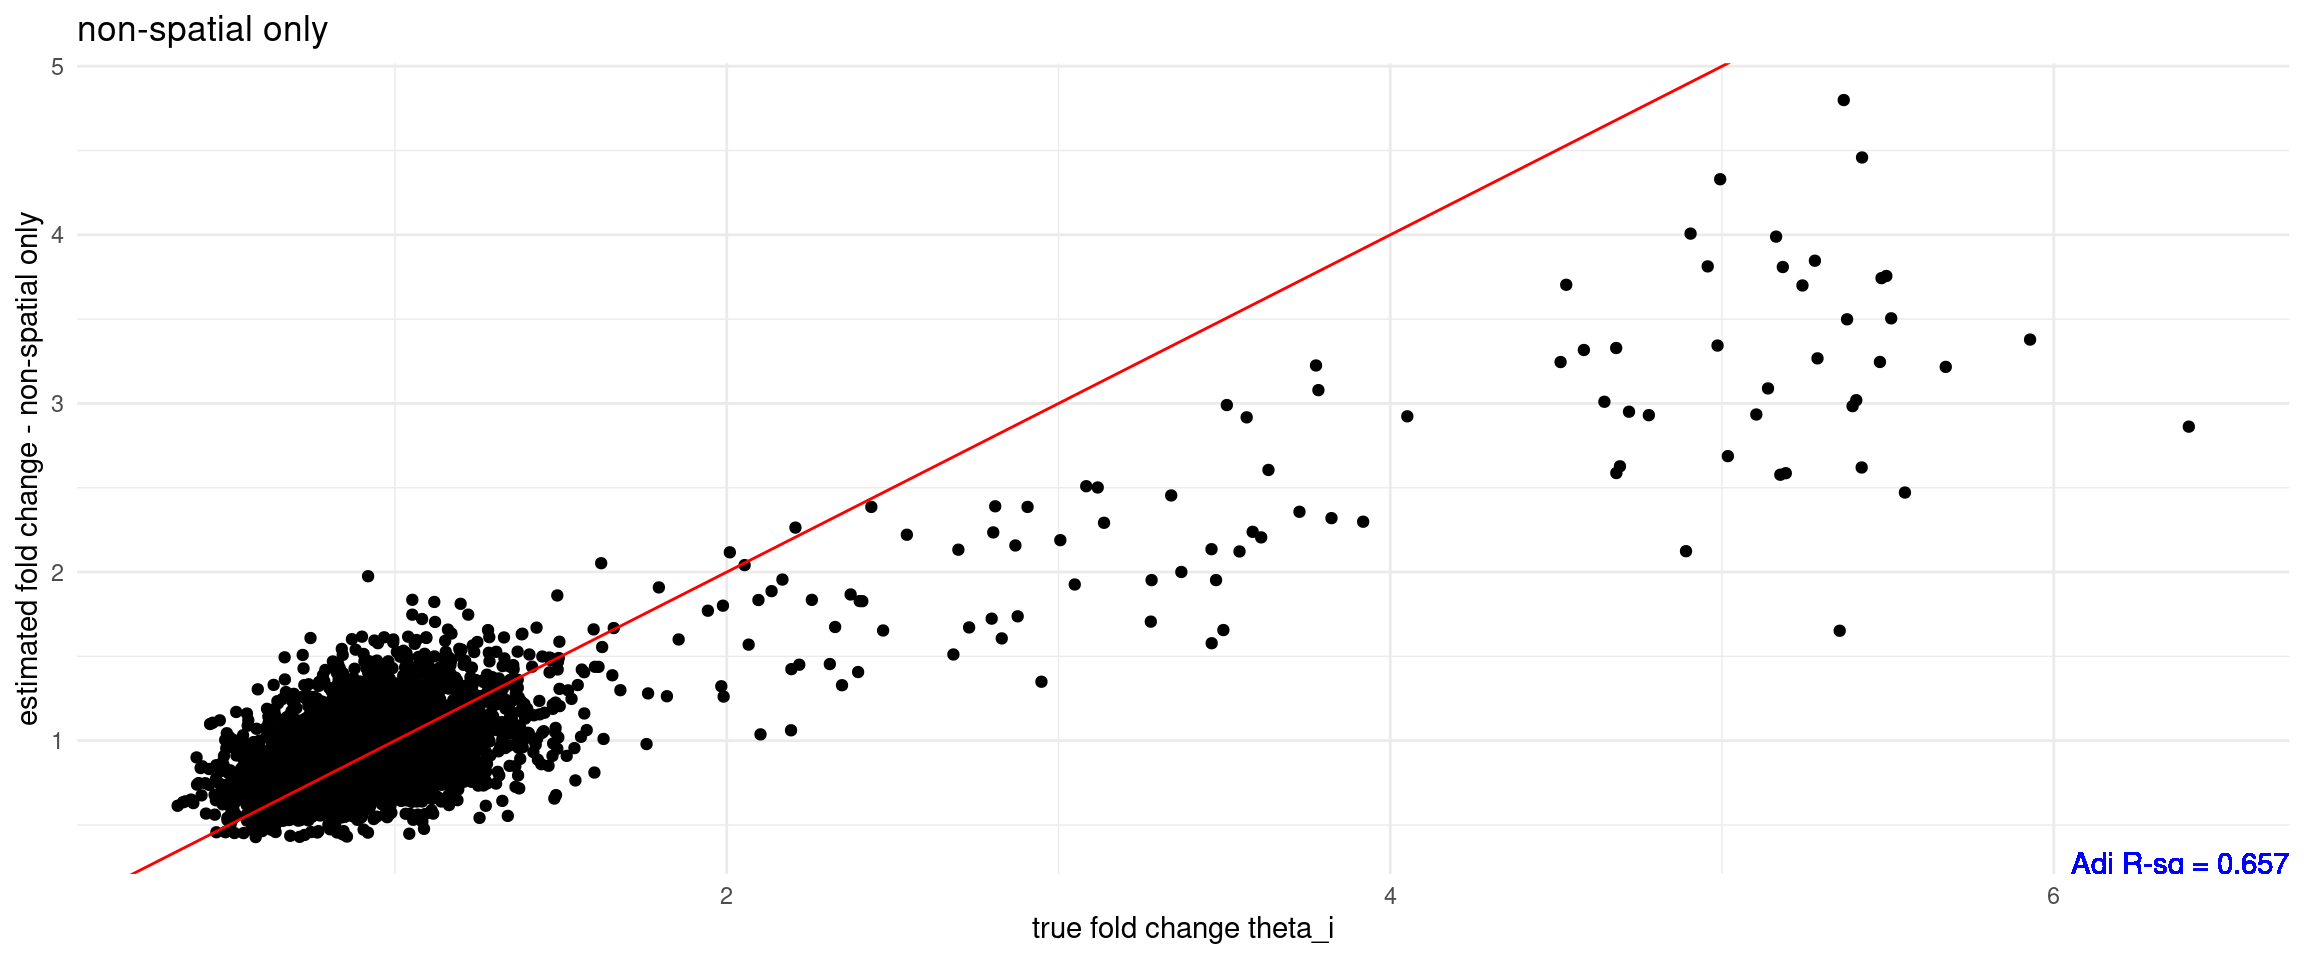 non-spatial only
estimated fold change - non-spatial only
5
4
3
2
1
2
4
6
Adj R-sq = 0.657
true fold change theta_i